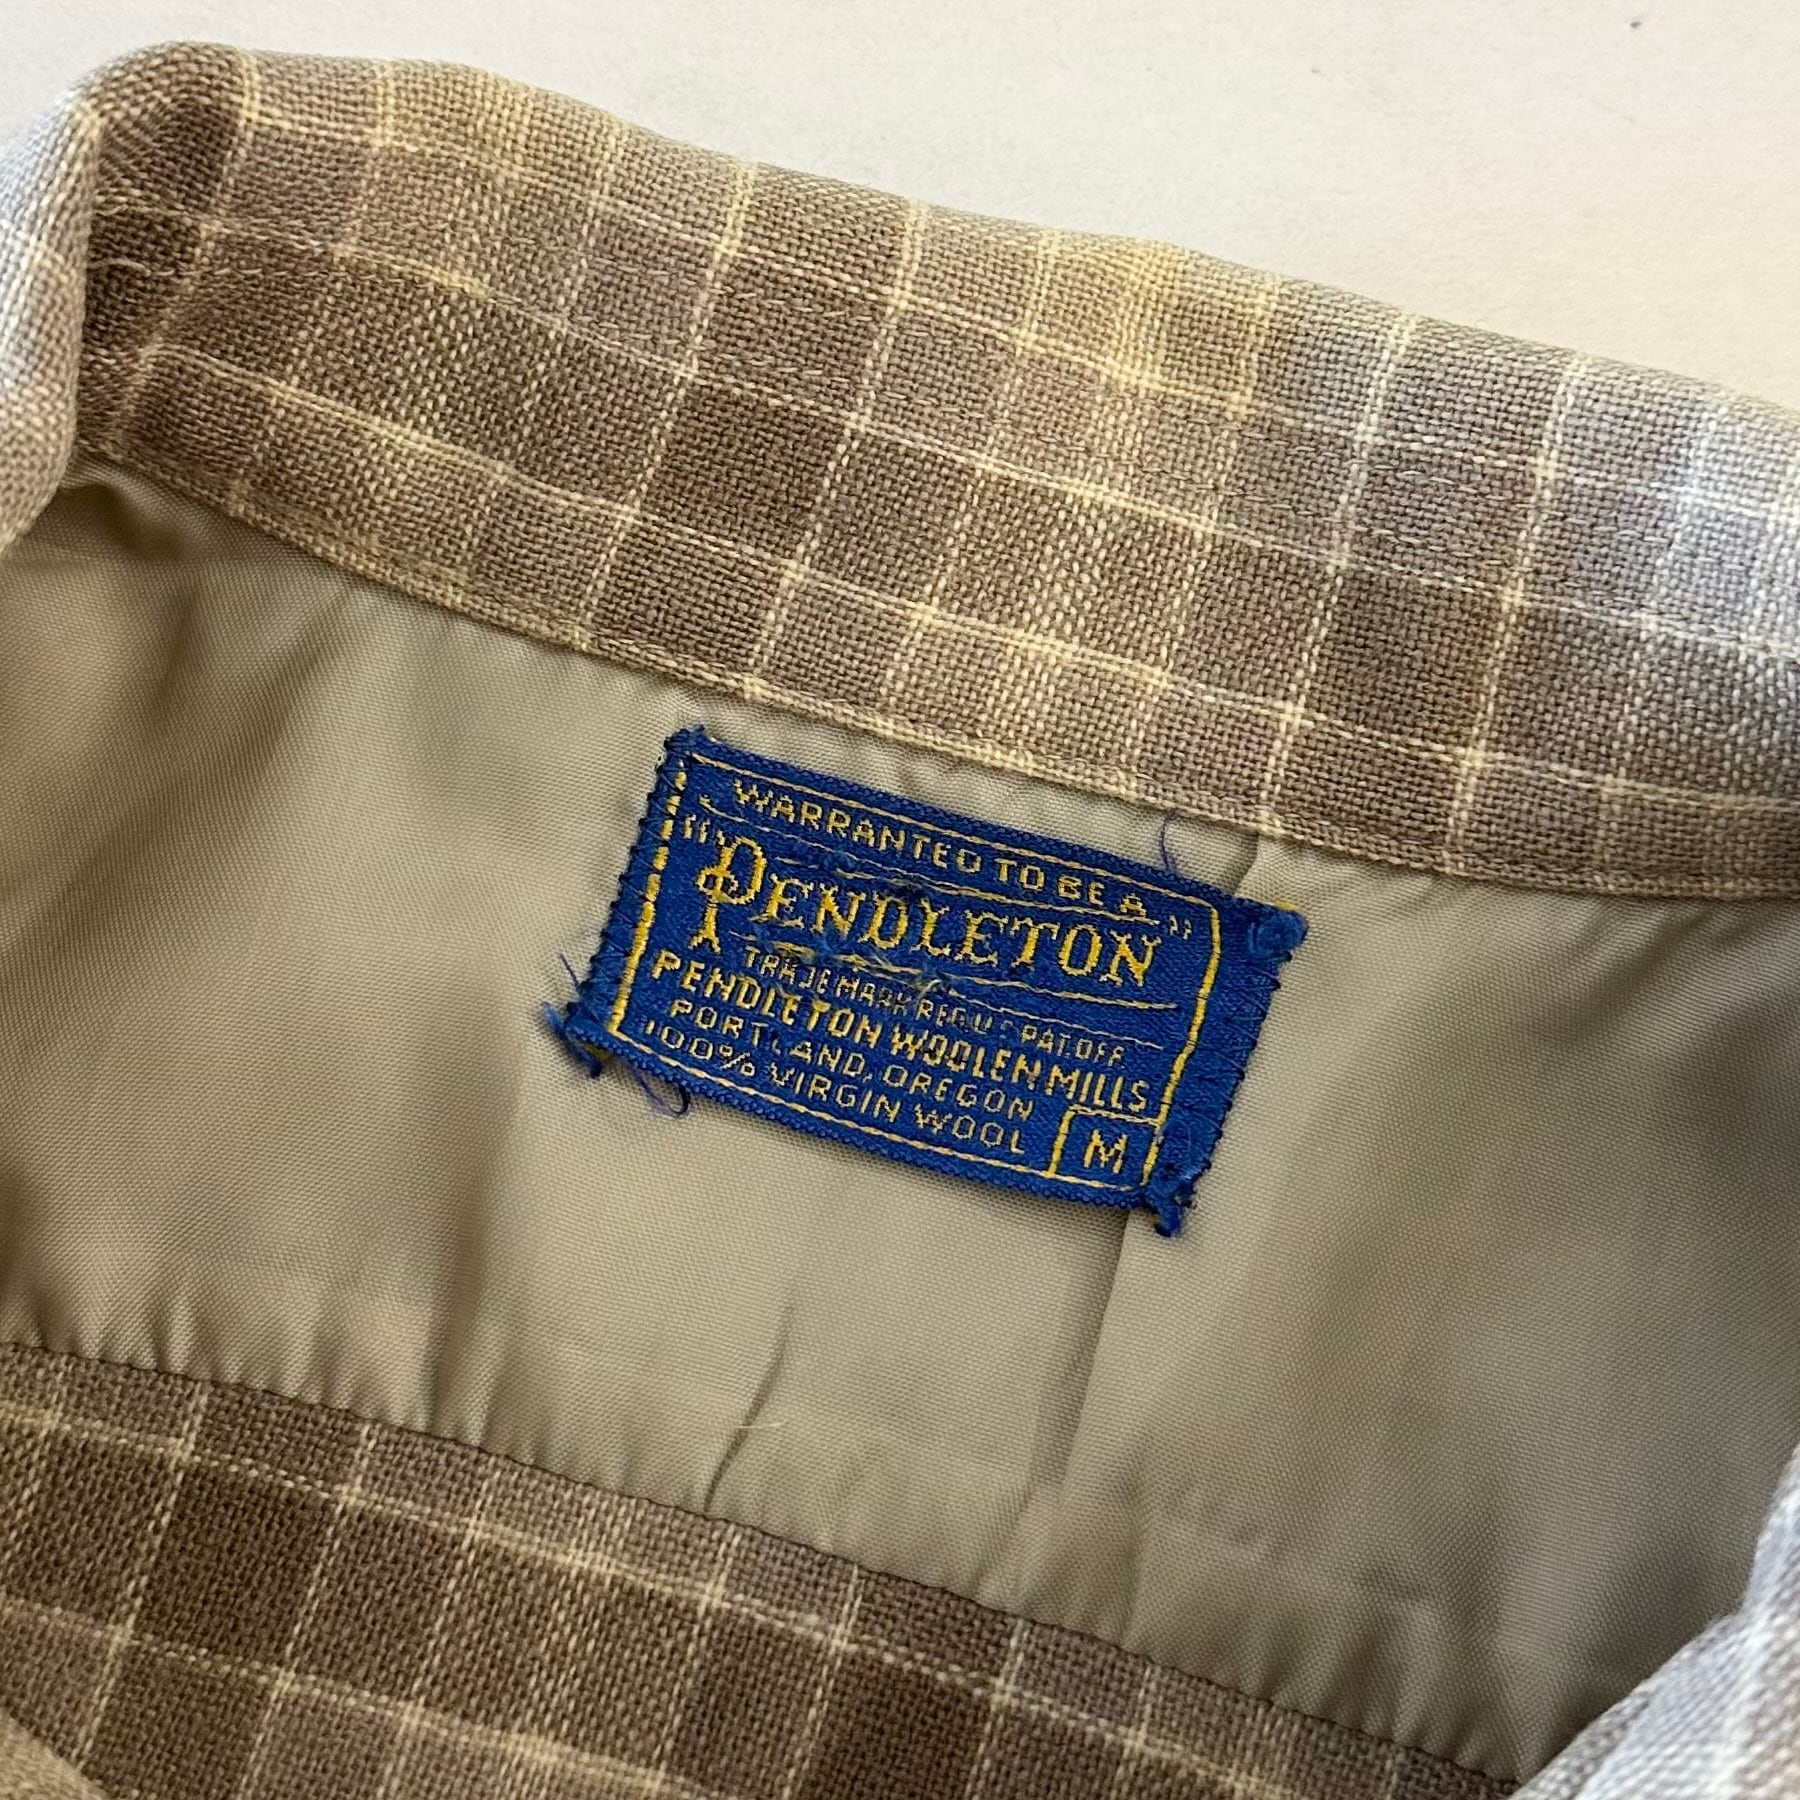 WARRANTED TO BE A
"PENDLETON"
TRADE MARK REG. U.S. PAT. OFF.
PENDLETON WOOLEN MILLS
PORTLAND, OREGON
100% VIRGIN WOOL
M